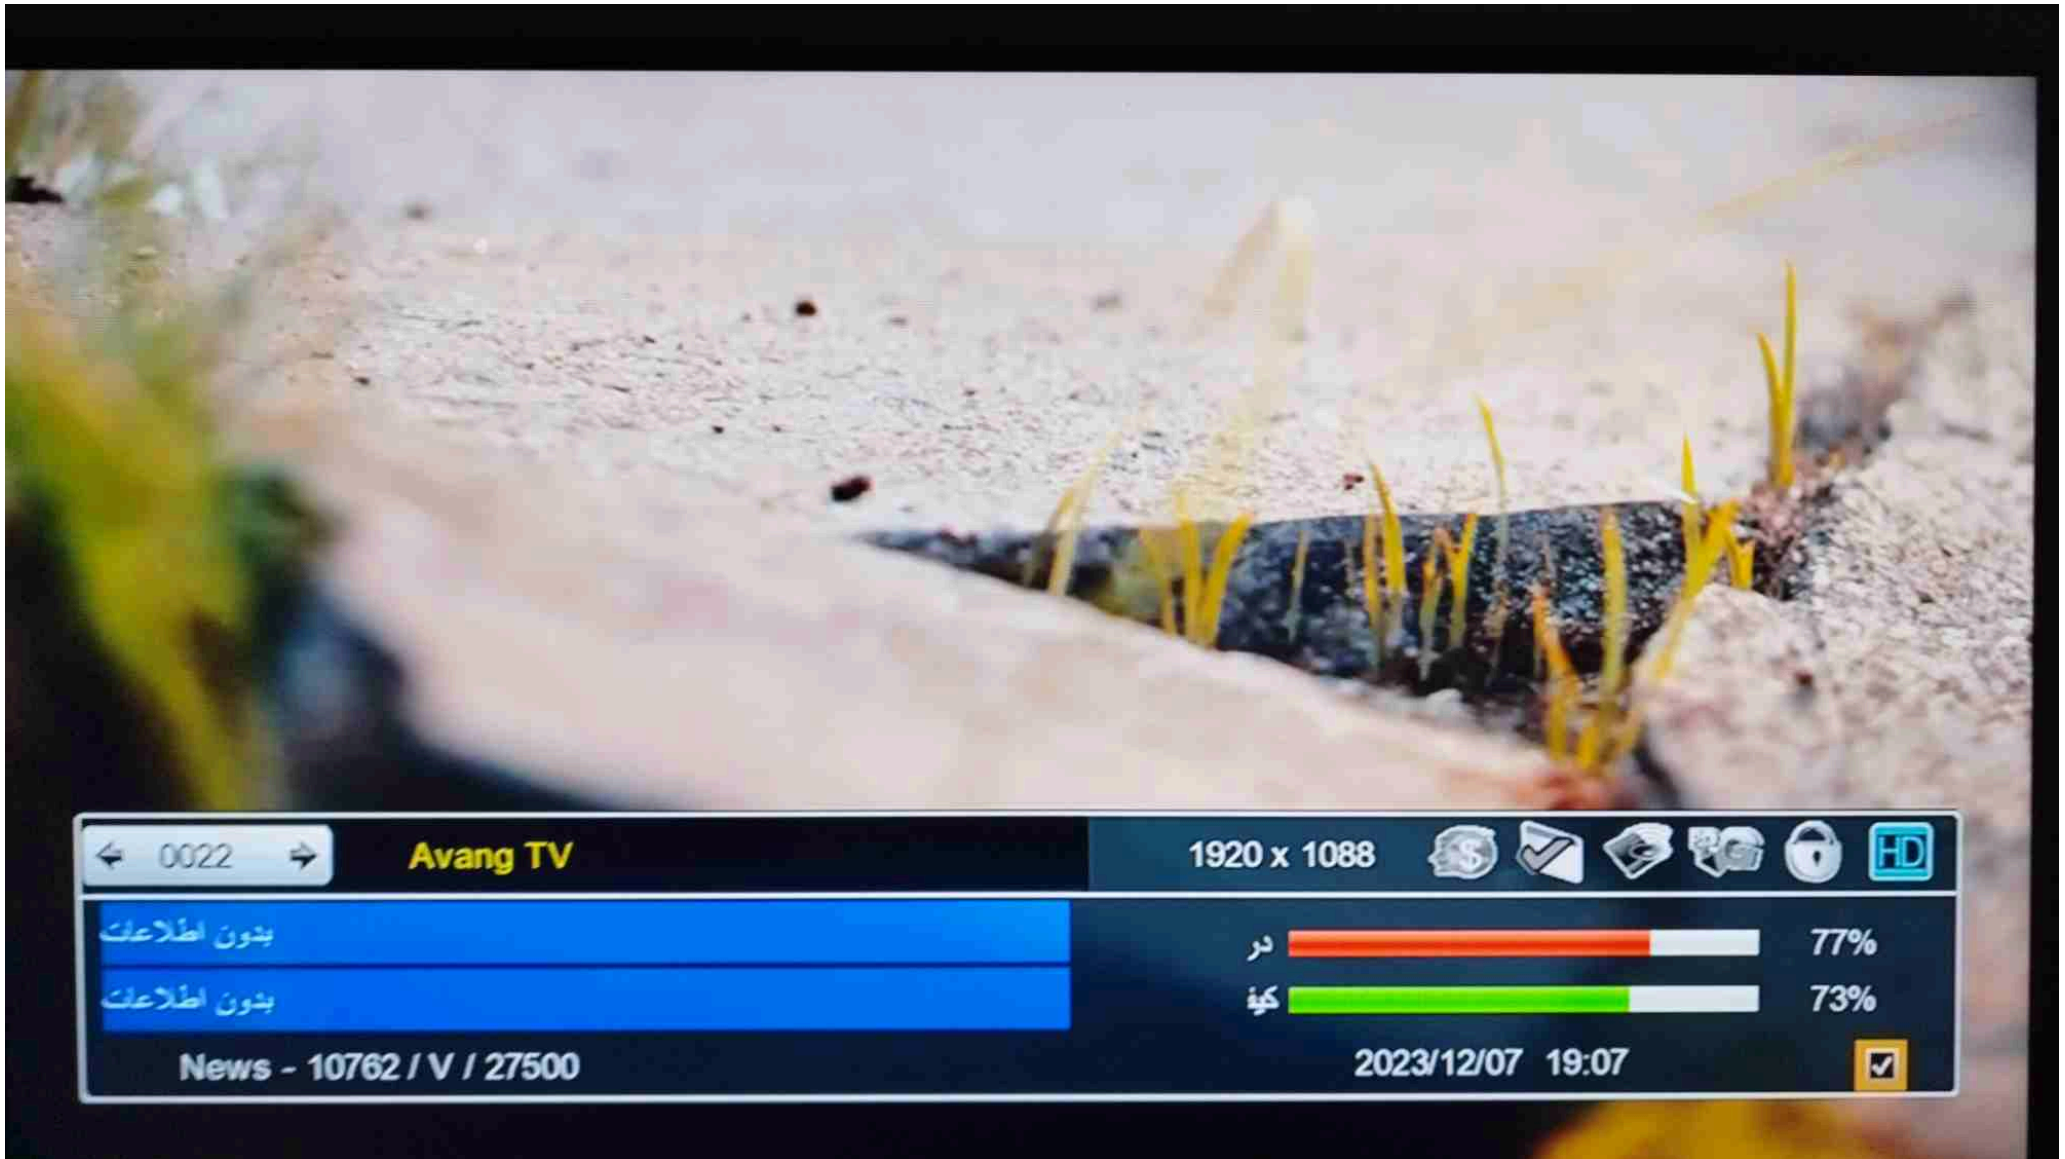 0022 Avang TV 1920 x 1088 HD
بدون اطلاعات
در 77%
بدون اطلاعات
كيف 73%
News - 10762 / V / 27500 2023/12/07 19:07